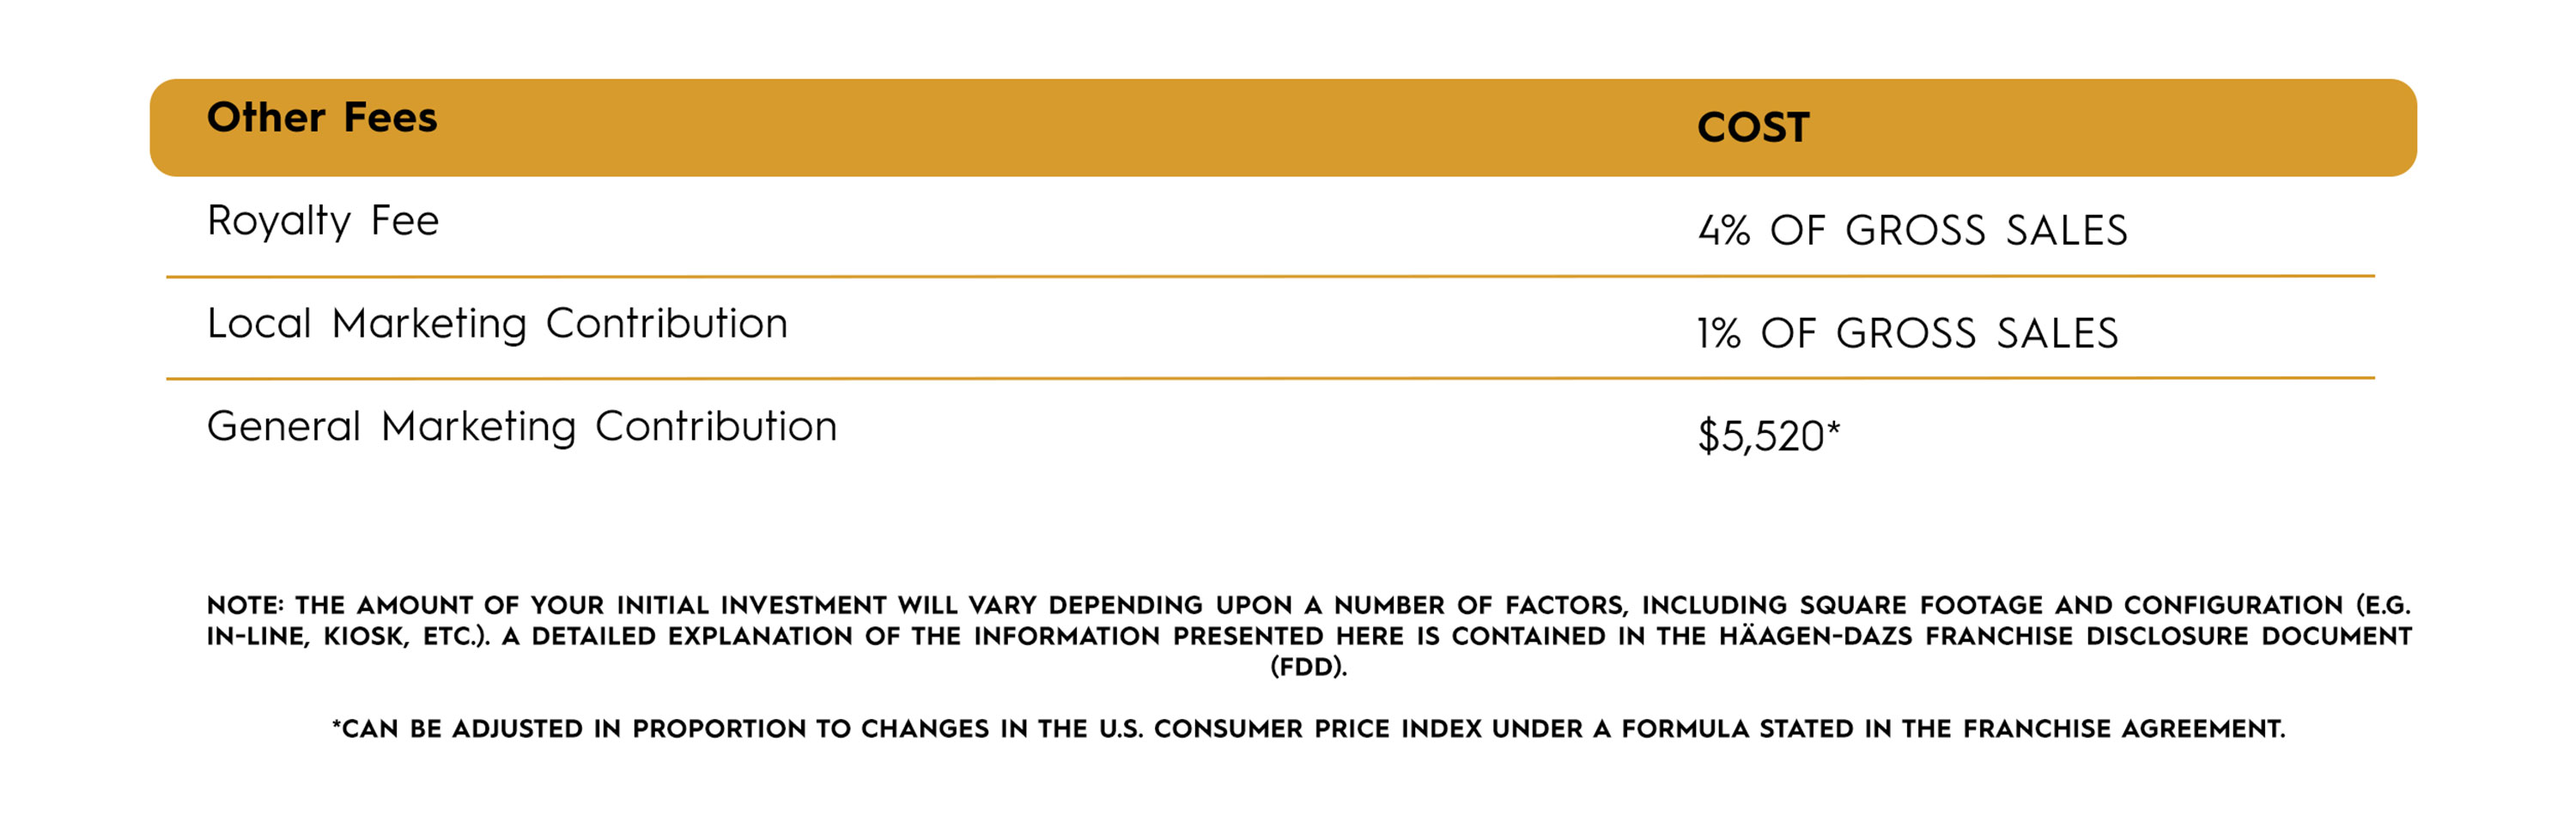 Other Fees COST
Royalty Fee 4% OF GROSS SALES
Local Marketing Contribution 1% OF GROSS SALES
General Marketing Contribution $5,520*
NOTE: THE AMOUNT OF YOUR INITIAL INVESTMENT WILL VARY DEPENDING UPON A NUMBER OF FACTORS, INCLUDING SQUARE FOOTAGE AND CONFIGURATION (E.G.
IN-LINE, KIOSK, ETC.). A DETAILED EXPLANATION OF THE INFORMATION PRESENTED HERE IS CONTAINED IN THE HÄAGEN-DAZS FRANCHISE DISCLOSURE DOCUMENT
(FDD).
*CAN BE ADJUSTED IN PROPORTION TO CHANGES IN THE U.S. CONSUMER PRICE INDEX UNDER A FORMULA STATED IN THE FRANCHISE AGREEMENT.